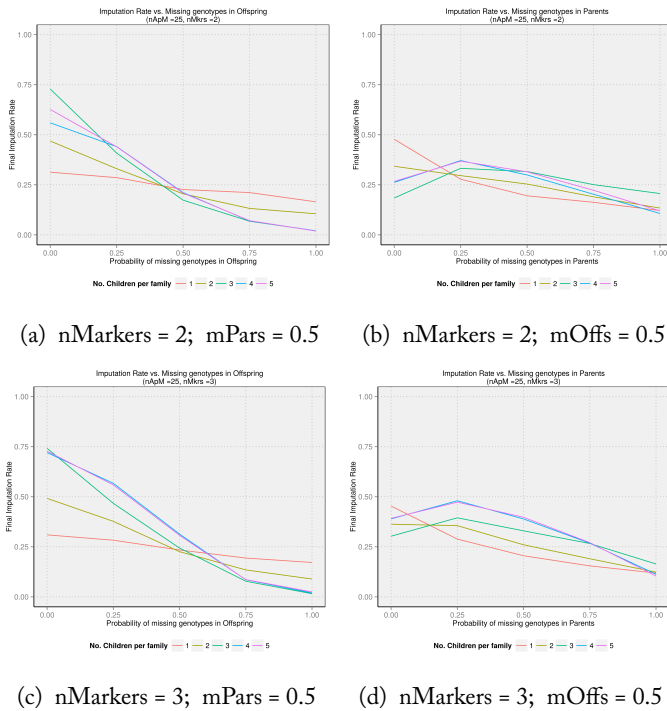 Imputation Rate vs. Missing genotypes in Offspring
(nApM =25, nMkrs =2)
1.00
0.75
0.50
0.25
0.00
Final Imputation Rate
0.00 0.25 0.50 0.75 1.00
Probability of missing genotypes in Offspring
No. Children per family 1 2 3 4 5
(a) nMarkers = 2; mPars = 0.5
Imputation Rate vs. Missing genotypes in Parents
(nApM =25, nMkrs =2)
1.00
0.75
0.50
0.25
0.00
Final Imputation Rate
0.00 0.25 0.50 0.75 1.00
Probability of missing genotypes in Parents
No. Children per family 1 2 3 4 5
(b) nMarkers = 2; mOffs = 0.5
Imputation Rate vs. Missing genotypes in Offspring
(nApM =25, nMkrs =3)
1.00
0.75
0.50
0.25
0.00
Final Imputation Rate
0.00 0.25 0.50 0.75 1.00
Probability of missing genotypes in Offspring
No. Children per family 1 2 3 4 5
(c) nMarkers = 3; mPars = 0.5
Imputation Rate vs. Missing genotypes in Parents
(nApM =25, nMkrs =3)
1.00
0.75
0.50
0.25
0.00
Final Imputation Rate
0.00 0.25 0.50 0.75 1.00
Probability of missing genotypes in Parents
No. Children per family 1 2 3 4 5
(d) nMarkers = 3; mOffs = 0.5